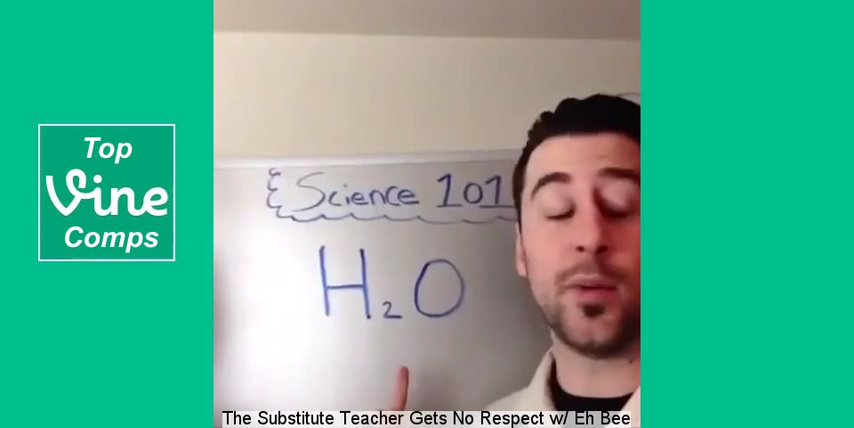 Top
Vine
Comps
Science 101
H₂O
The Substitute Teacher Gets No Respect w/ Eh Bee